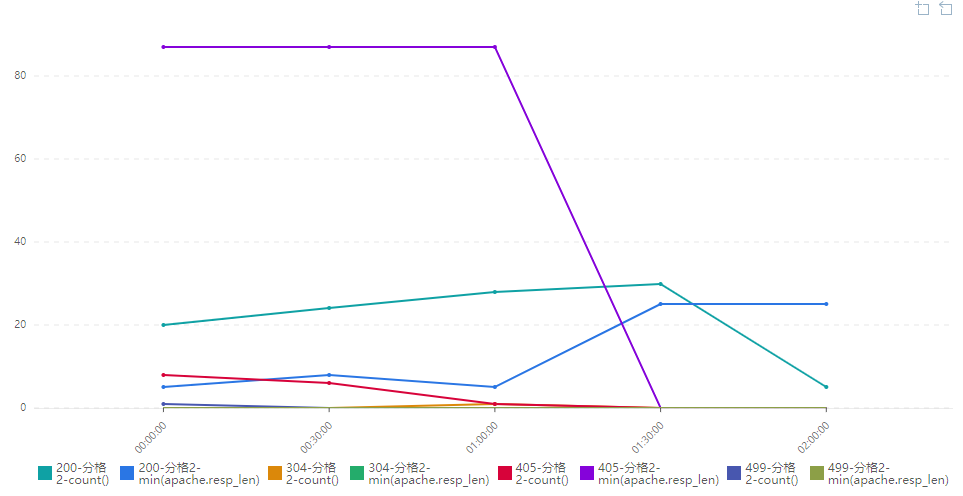 80
60
40
20
0
00:00:00
00:30:00
01:00:00
01:30:00
02:00:00
200-分格
2-count()
200-分格2-
min(apache.resp_len)
304-分格
2-count()
304-分格2-
min(apache.resp_len)
405-分格
2-count()
405-分格2-
min(apache.resp_len)
499-分格
2-count()
499-分格2-
min(apache.resp_len)